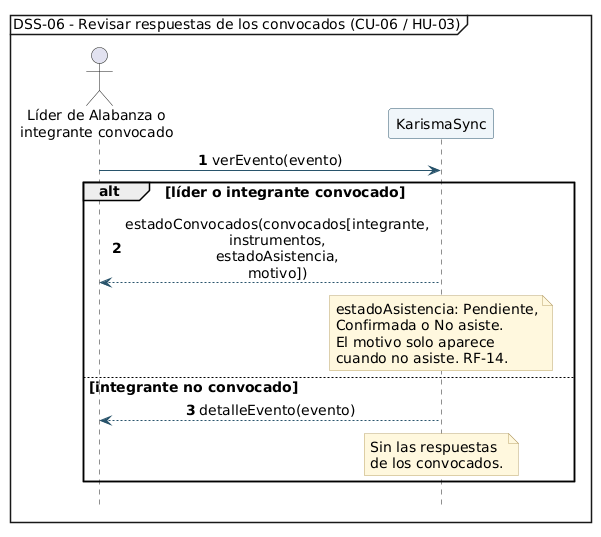 DSS-06 - Revisar respuestas de los convocados (CU-06 / HU-03)
Líder de Alabanza o
integrante convocado
KarismaSync
1 verEvento(evento)
alt [líder o integrante convocado]
estadoConvocados(convocados[integrante,
instrumentos,
2
estadoAsistencia,
motivo])
estadoAsistencia: Pendiente,
Confirmada o No asiste.
El motivo solo aparece
cuando no asiste. RF-14.
[integrante no convocado]
3 detalleEvento(evento)
Sin las respuestas
de los convocados.